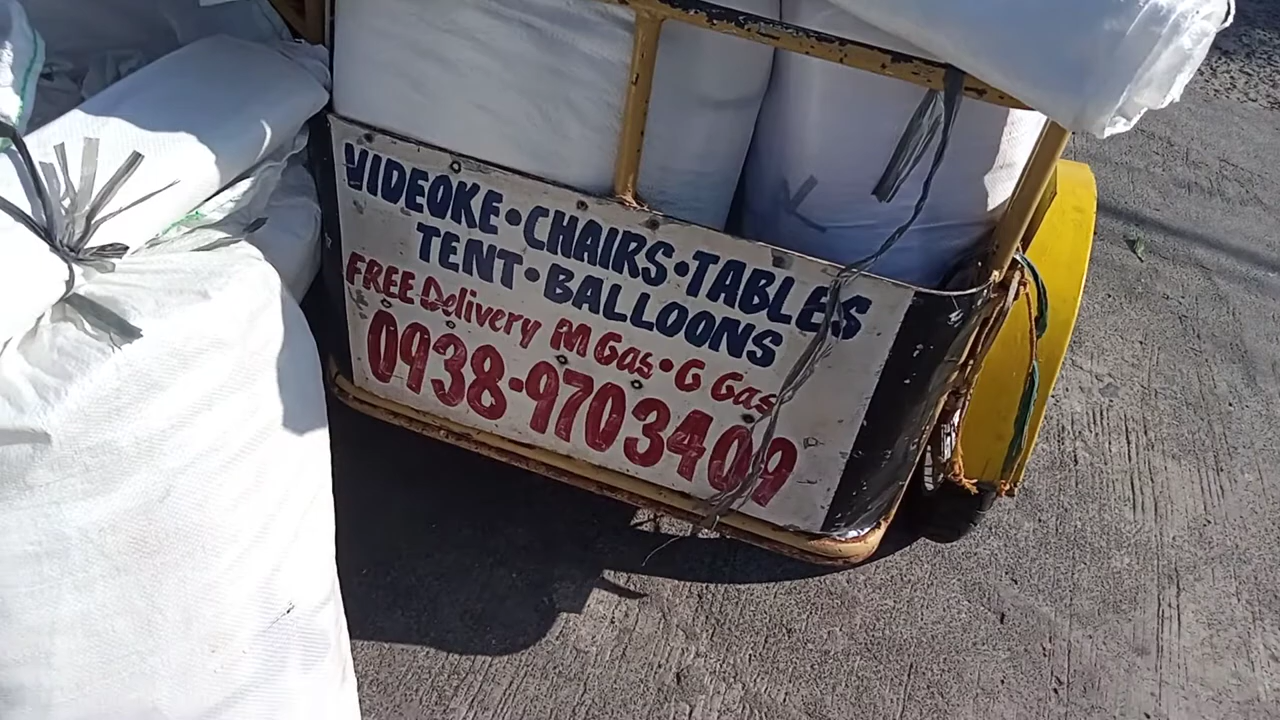 VIDEOKE • CHAIRS • TABLES
TENT • BALLOONS
FREE Delivery M Gas • G Gas
0938-9703409